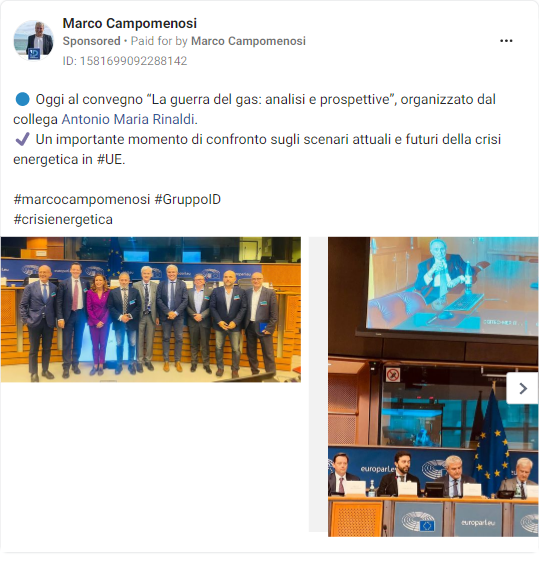 Marco Campomenosi
Sponsored • Paid for by Marco Campomenosi
ID: 1581699092288142
🔵 Oggi al convegno “La guerra del gas: analisi e prospettive”, organizzato dal
collega Antonio Maria Rinaldi.
✔ Un importante momento di confronto sugli scenari attuali e futuri della crisi
energetica in #UE.
#marcocampomenosi #GruppoID
#crisienergetica
europarl.eu
europarl.eu
europarl.eu